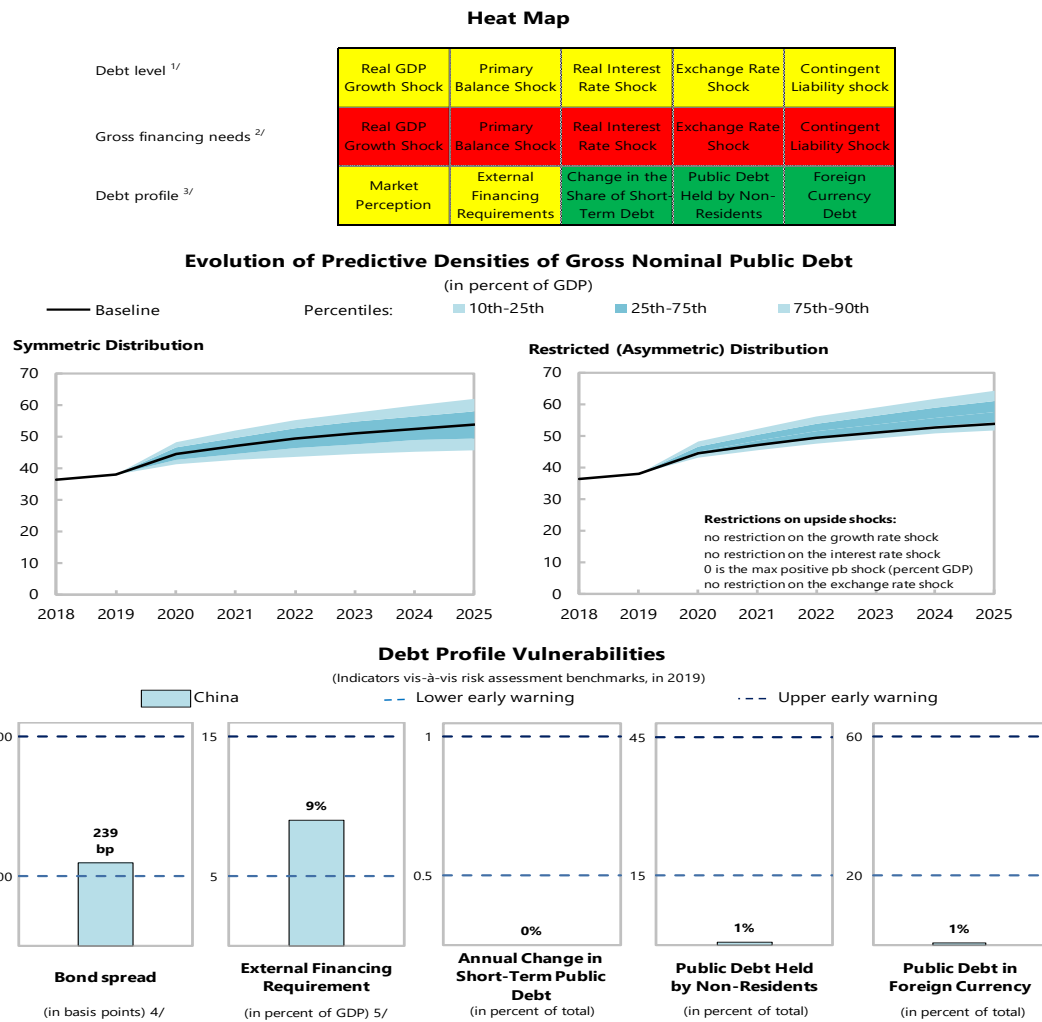 Heat Map
Debt level 1/
Real GDP Growth Shock
Primary Balance Shock
Real Interest Rate Shock
Exchange Rate Shock
Contingent Liability shock
Gross financing needs 2/
Real GDP Growth Shock
Primary Balance Shock
Real Interest Rate Shock
Exchange Rate Shock
Contingent Liability Shock
Debt profile 3/
Market Perception
External Financing Requirements
Change in the Share of Short-Term Debt
Public Debt Held by Non-Residents
Foreign Currency Debt
Evolution of Predictive Densities of Gross Nominal Public Debt
(in percent of GDP)
Baseline
Percentiles:
10th-25th
25th-75th
75th-90th
Symmetric Distribution
70
60
50
40
30
20
10
0
2018 2019 2020 2021 2022 2023 2024 2025
Restricted (Asymmetric) Distribution
70
60
50
40
30
20
10
0
Restrictions on upside shocks:
no restriction on the growth rate shock
no restriction on the interest rate shock
0 is the max positive pb shock (percent GDP)
no restriction on the exchange rate shock
2018 2019 2020 2021 2022 2023 2024 2025
Debt Profile Vulnerabilities
(Indicators vis-à-vis risk assessment benchmarks, in 2019)
China
Lower early warning
Upper early warning
239
bp
Bond spread
(in basis points) 4/
15
5
9%
External Financing
Requirement
(in percent of GDP) 5/
1
0.5
0%
Annual Change in
Short-Term Public
Debt
(in percent of total)
45
15
1%
Public Debt Held
by Non-Residents
(in percent of total)
60
20
1%
Public Debt in
Foreign Currency
(in percent of total)